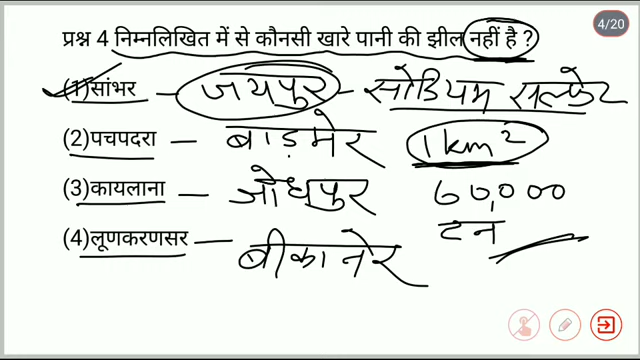 4/20
प्रश्न 4 निम्नलिखित में से कौनसी खारे पानी की झील नहीं है ?
(1)सांभर - जयपुर - सोडियम सल्फेट
(2)पचपदरा - बाड़मेर 1 km²
(3)कायलाना - जोधपुर 60,000
टन
(4)लूणकरणसर - बीकानेर